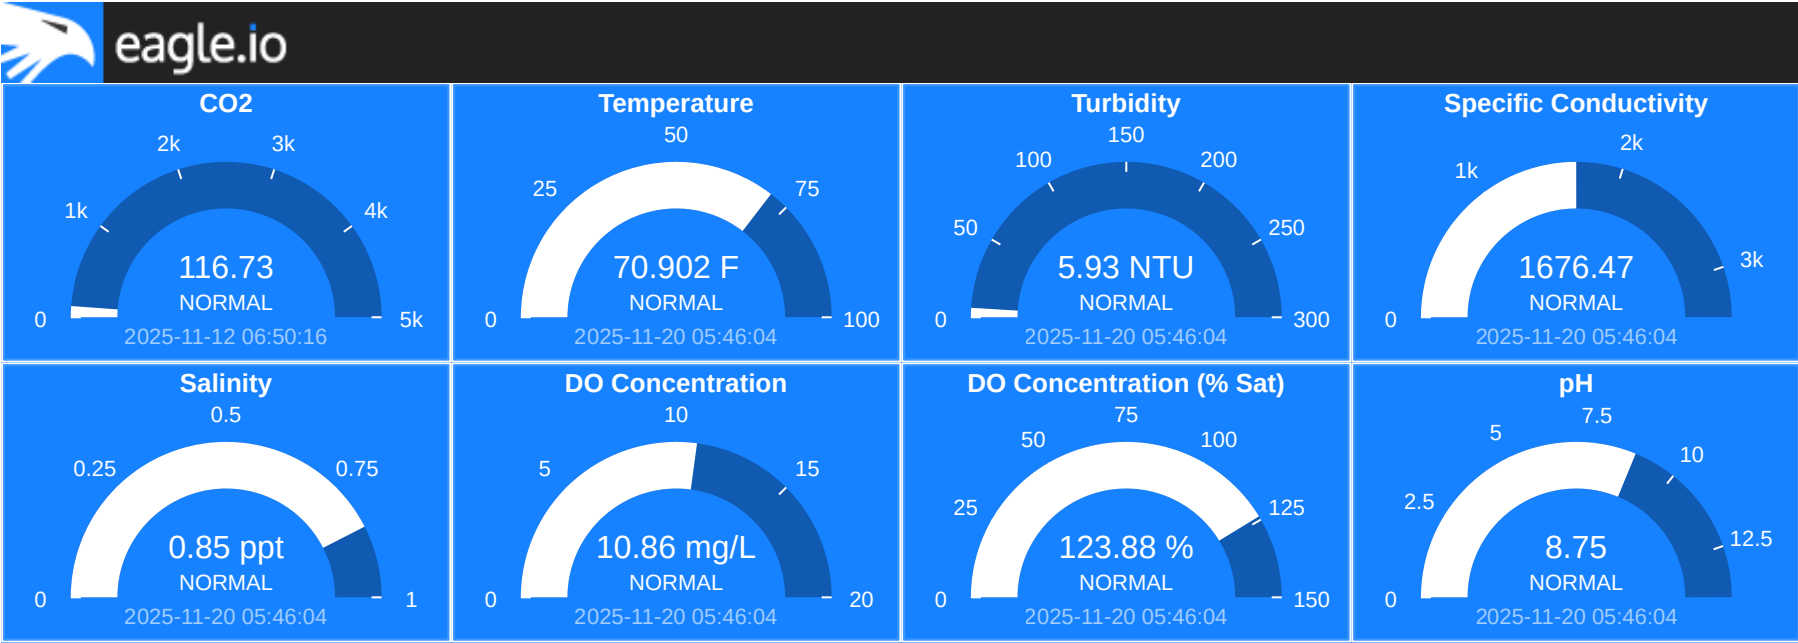 eagle.io
CO2
0
1k
2k
3k
4k
5k
116.73
NORMAL
2025-11-12 06:50:16
Temperature
0
25
50
75
100
70.902 F
NORMAL
2025-11-20 05:46:04
Turbidity
0
50
100
150
200
250
300
5.93 NTU
NORMAL
2025-11-20 05:46:04
Specific Conductivity
0
1k
2k
3k
1676.47
NORMAL
2025-11-20 05:46:04
Salinity
0
0.25
0.5
0.75
1
0.85 ppt
NORMAL
2025-11-20 05:46:04
DO Concentration
0
5
10
15
20
10.86 mg/L
NORMAL
2025-11-20 05:46:04
DO Concentration (% Sat)
0
25
50
75
100
125
150
123.88 %
NORMAL
2025-11-20 05:46:04
pH
0
2.5
5
7.5
10
12.5
8.75
NORMAL
2025-11-20 05:46:04